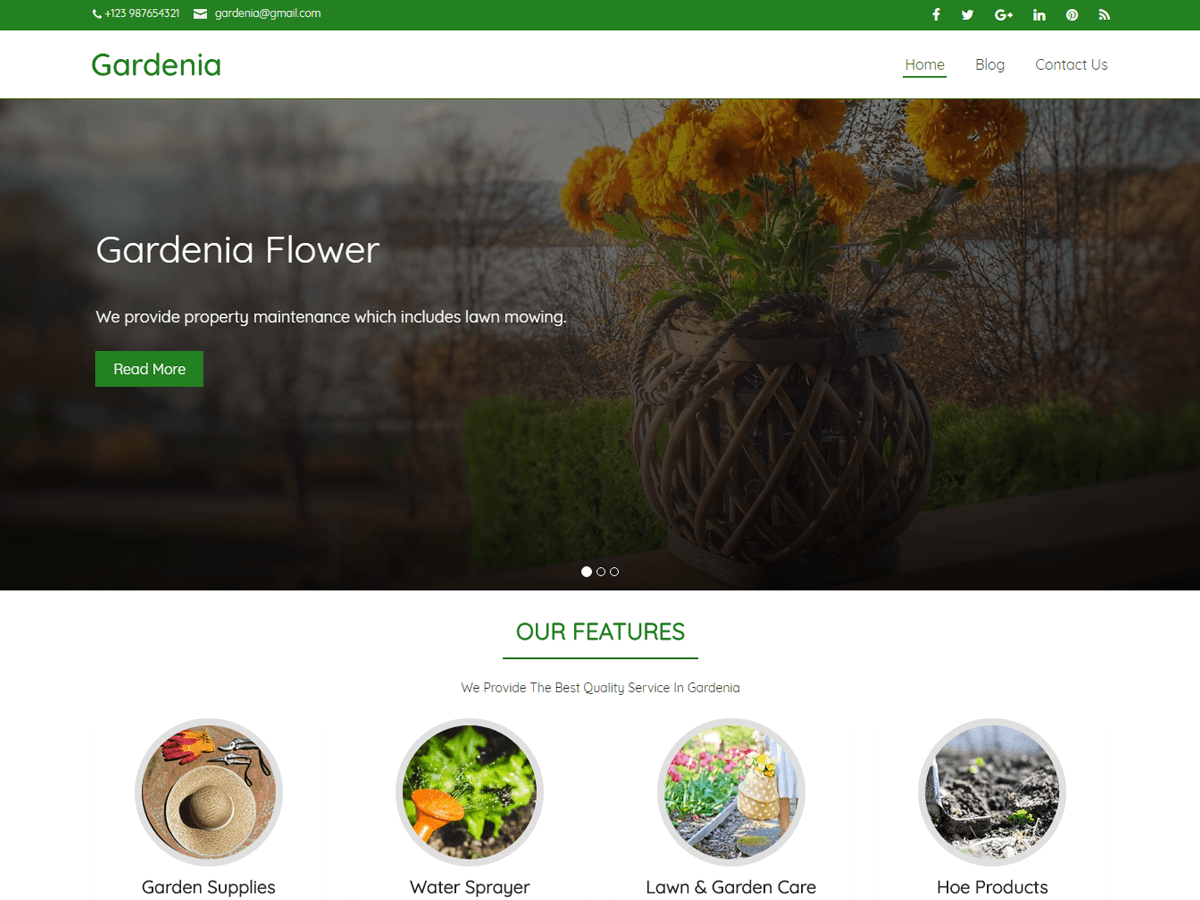 +123 987654321 gardenia@gmail.com
Gardenia
Home Blog Contact Us
Gardenia Flower
We provide property maintenance which includes lawn mowing.
Read More
OUR FEATURES
We Provide The Best Quality Service In Gardenia
Garden Supplies Water Sprayer Lawn & Garden Care Hoe Products